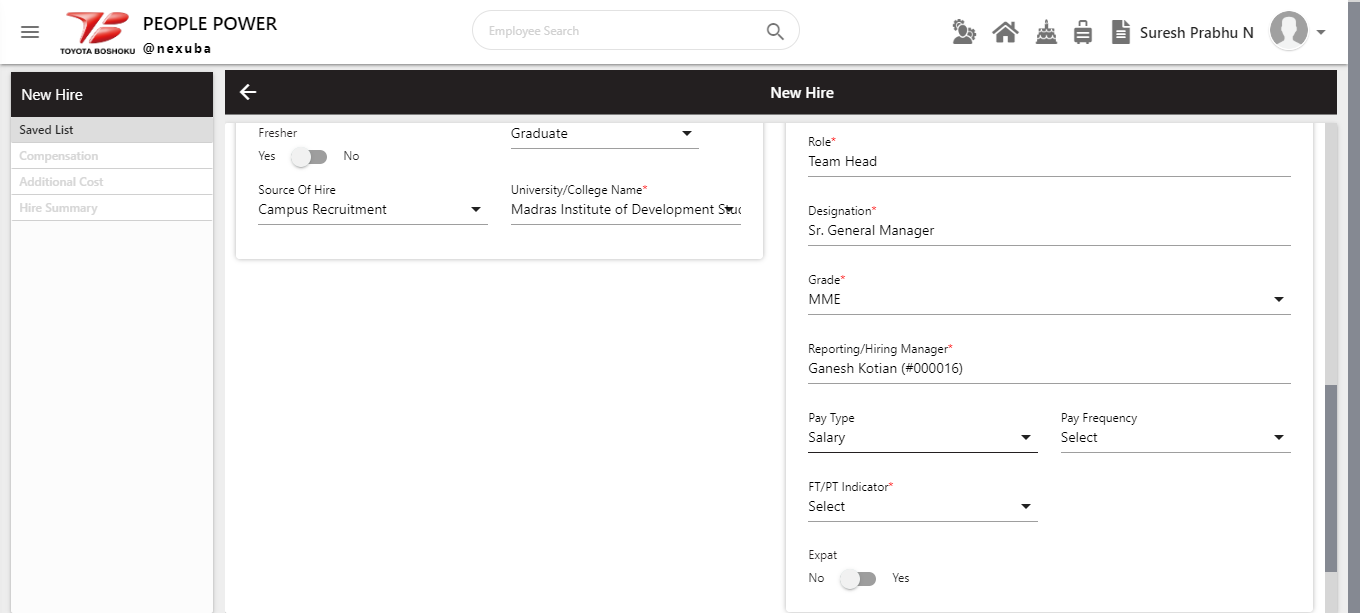 PEOPLE POWER
@nexuba
TOYOTA BOSHOKU
Employee Search
Suresh Prabhu N
New Hire
Saved List
Compensation
Additional Cost
Hire Summary
New Hire
Fresher
Yes No
Graduate
Source Of Hire
Campus Recruitment
University/College Name*
Madras Institute of Development
Role*
Team Head
Designation*
Sr. General Manager
Grade*
MME
Reporting/Hiring Manager*
Ganesh Kotian (#000016)
Pay Type
Salary
Pay Frequency
Select
FT/PT Indicator*
Select
Expat
No Yes